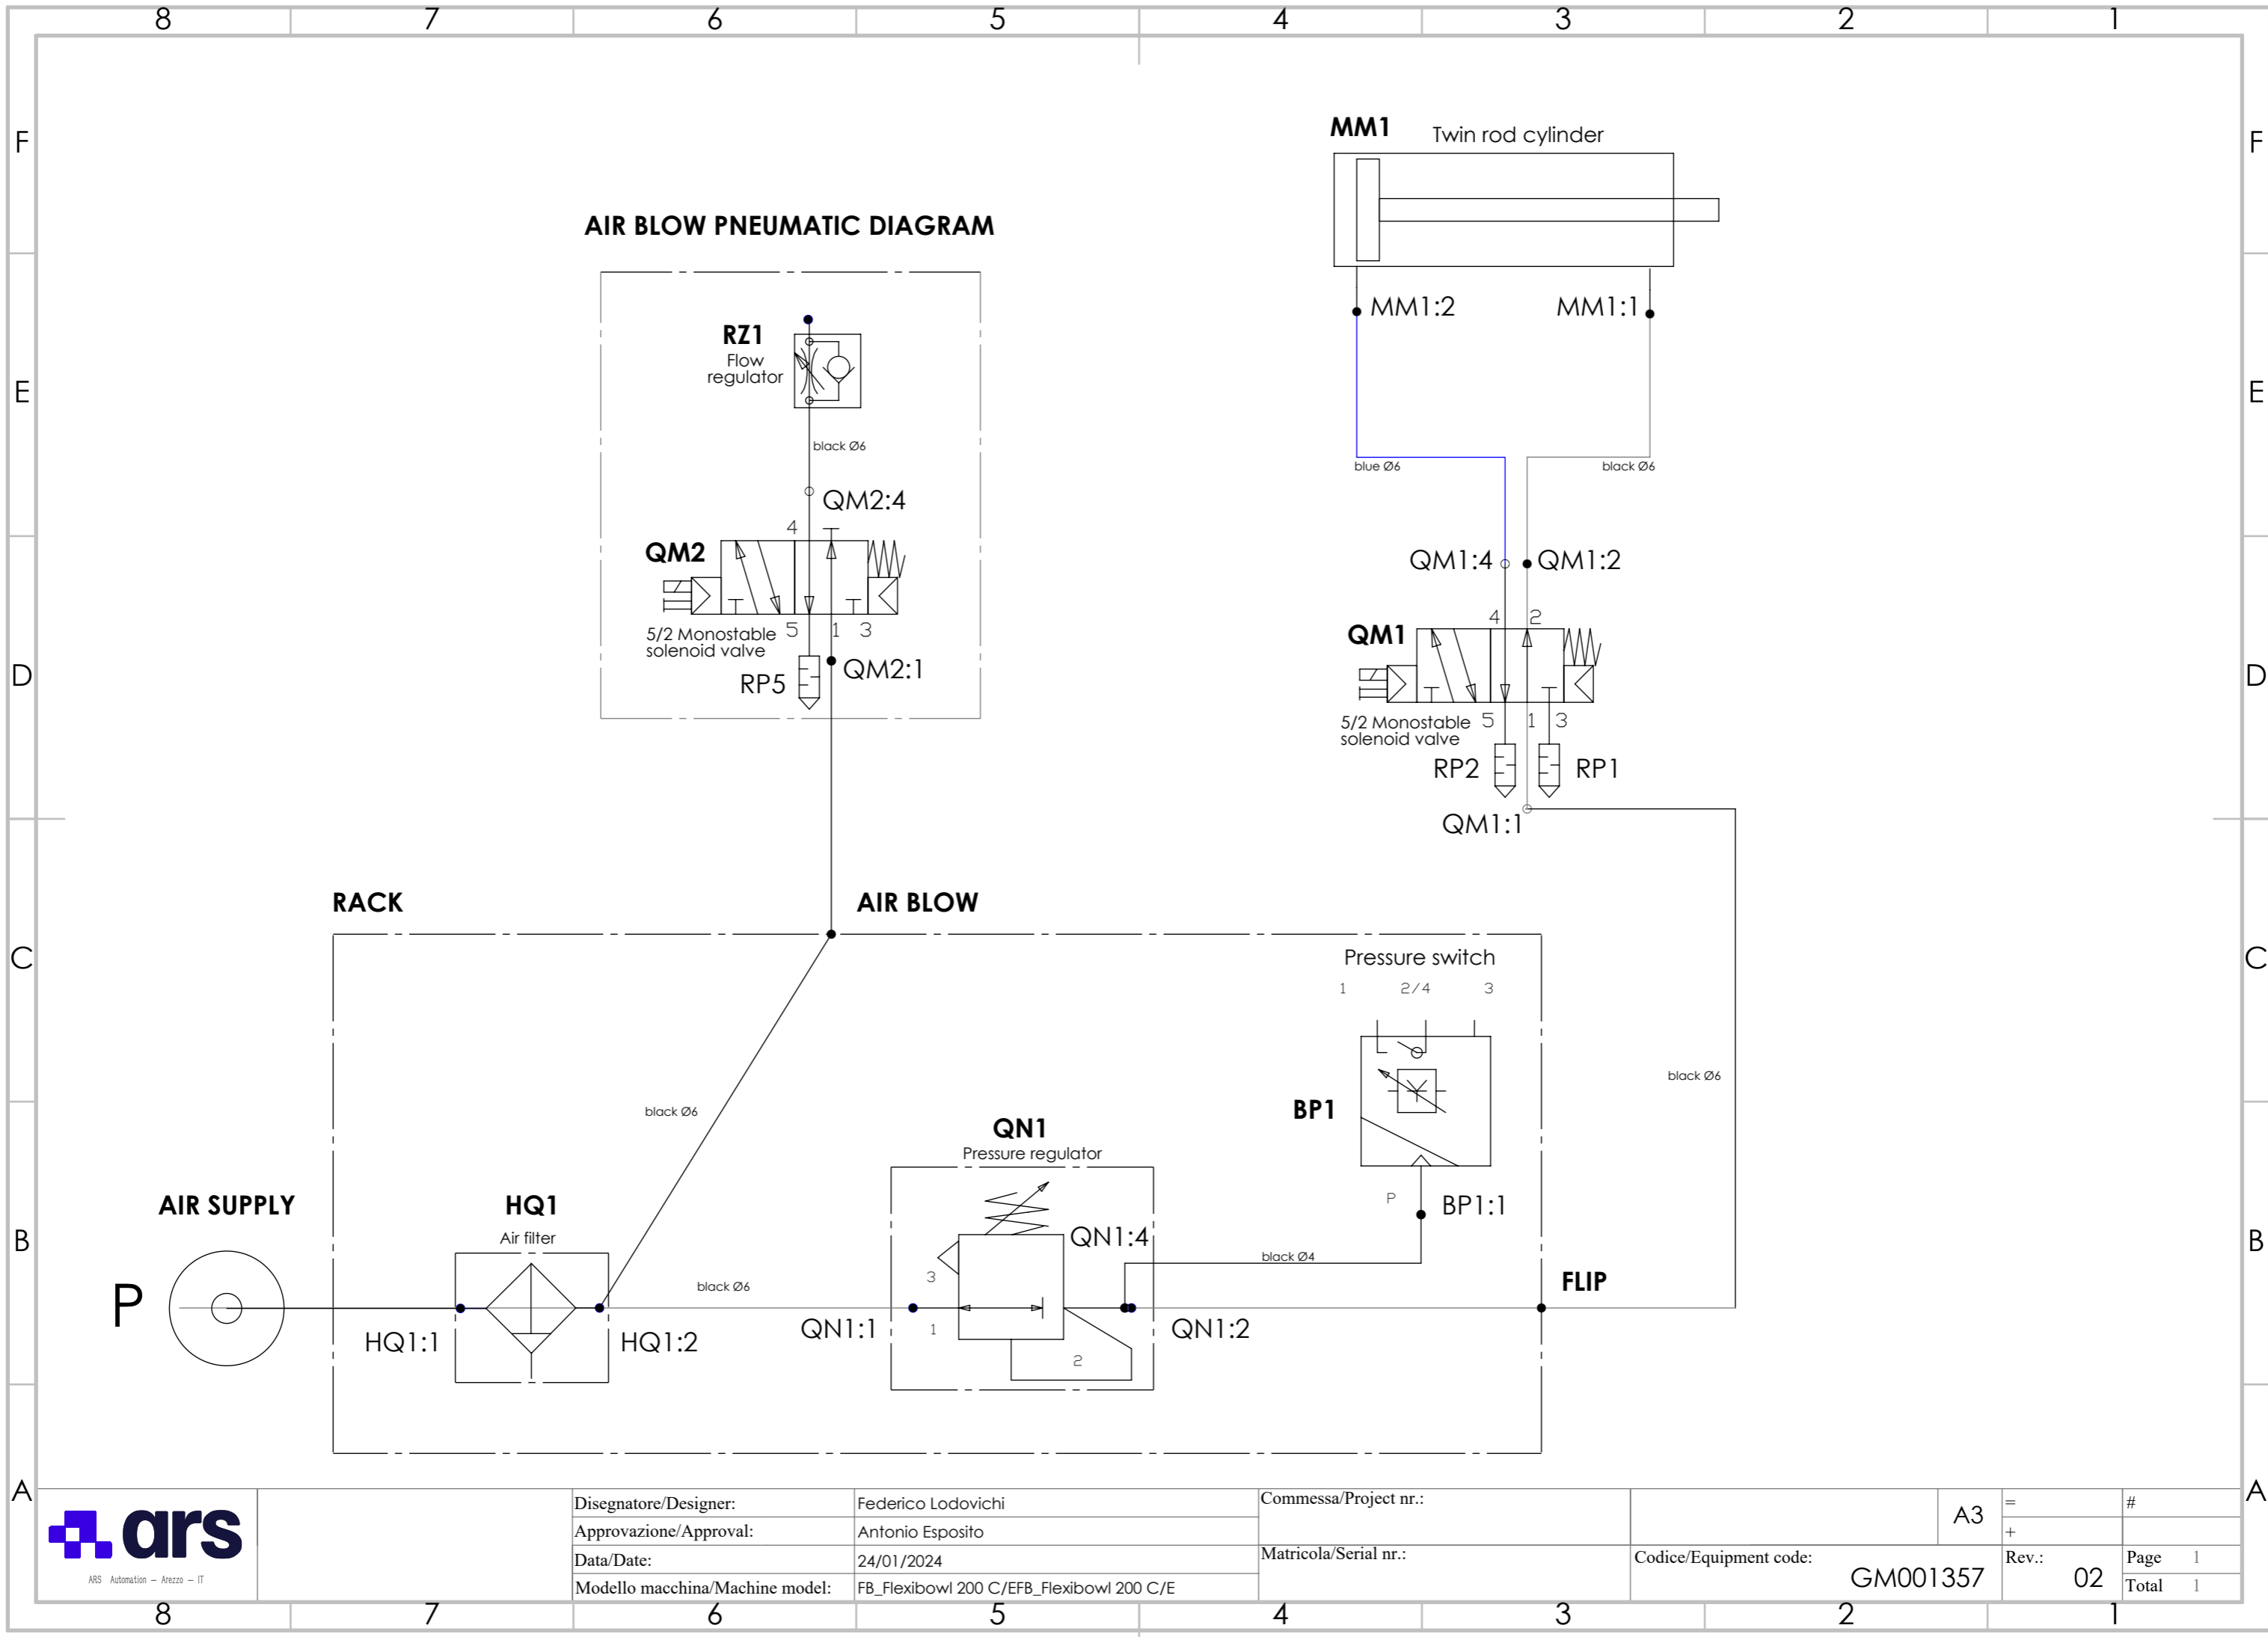 8 7 6 5 4 3 2 1
F F
MM1 Twin rod cylinder
AIR BLOW PNEUMATIC DIAGRAM
MM1:2 MM1:1
RZ1
Flow
regulator
E E
black Ø6
blue Ø6 black Ø6
QM2:4
4
QM2
QM1:4 QM1:2
4 2
5/2 Monostable
solenoid valve
5 1 3
QM1
QM2:1
RP5
D D
5/2 Monostable
solenoid valve
5 1 3
RP2 RP1
QM1:1
RACK AIR BLOW
C C
Pressure switch
1 2/4 3
black Ø6
black Ø6
BP1
QN1
Pressure regulator
AIR SUPPLY HQ1
P BP1:1
Air filter
QN1:4
B B
black Ø4
3
FLIP
black Ø6
P
HQ1:1 HQ1:2 QN1:1 1 QN1:2
2
A A
ars
ARS Automation – Arezzo – IT
Disegnatore/Designer: Federico Lodovichi
Approvazione/Approval: Antonio Esposito
Data/Date: 24/01/2024
Modello macchina/Machine model: FB_Flexibowl 200 C/EFB_Flexibowl 200 C/E
Commessa/Project nr.:
Matricola/Serial nr.:
A3
=
+
#
Codice/Equipment code: GM001357
Rev.: 02
Page 1
Total 1
8 7 6 5 4 3 2 1